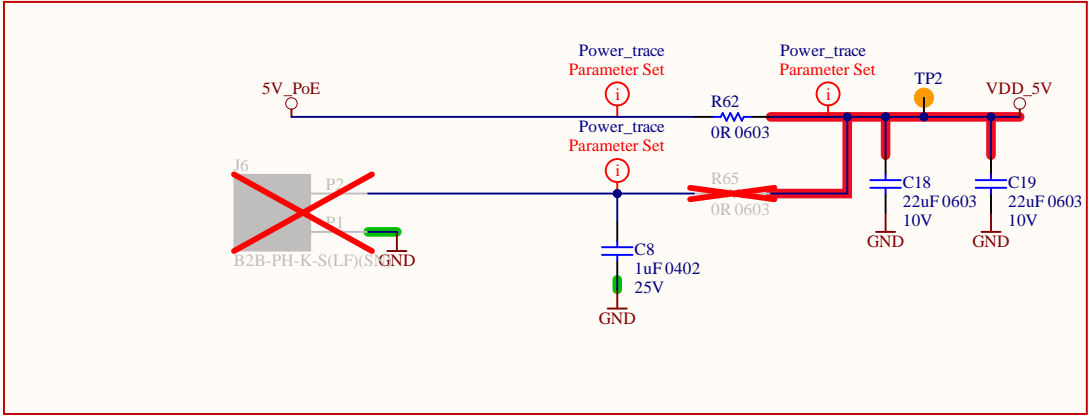 Power_trace
Parameter Set
i
Power_trace
Parameter Set
i
5V_PoE
R62
0R 0603
TP2
VDD_5V
Power_trace
Parameter Set
i
J6
P2
P1
GND
B2B-PH-K-S(LF)(SN)
R65
0R 0603
C8
1uF 0402
25V
GND
C18
22uF 0603
10V
GND
C19
22uF 0603
10V
GND